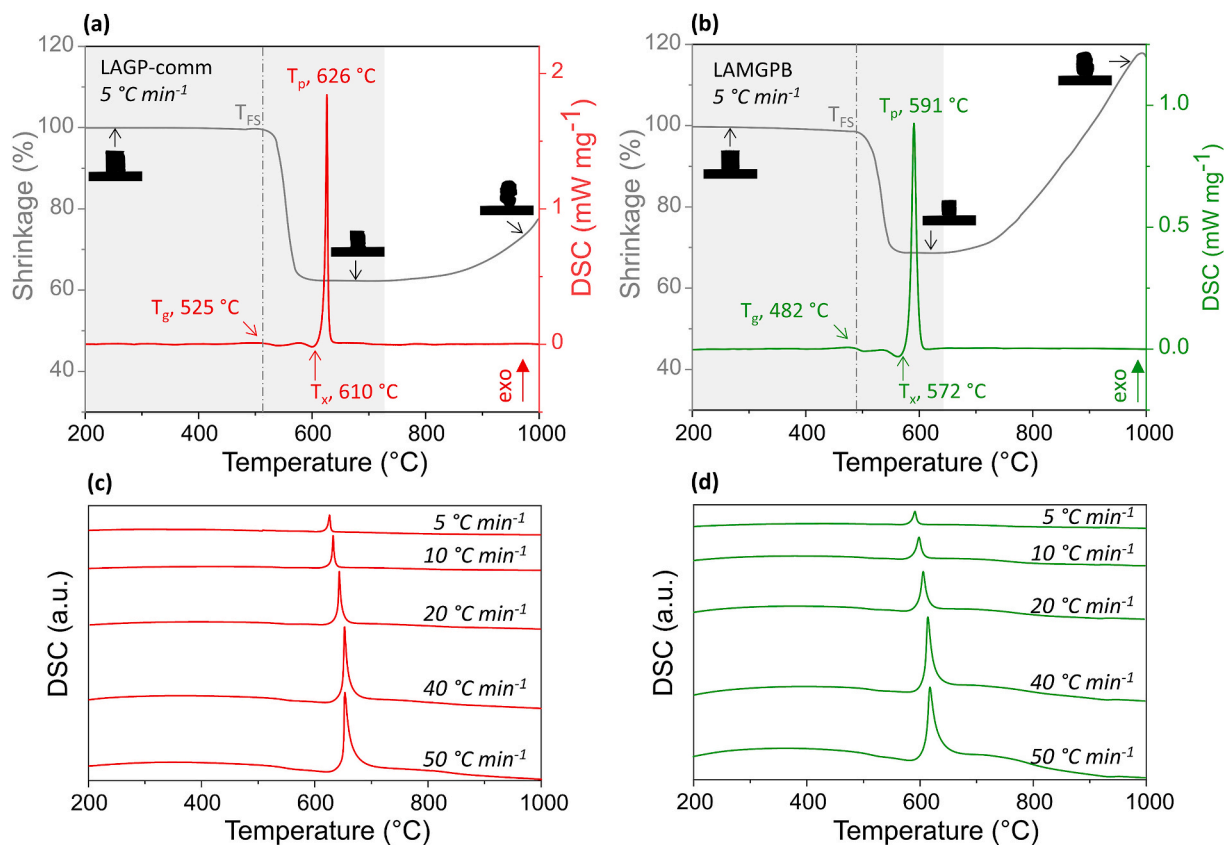 (a)
LAGP-comm
5 °C min⁻¹
Tp, 626 °C
TFS
Tg, 525 °C
Tx, 610 °C
exo
Shrinkage (%)
120
100
80
60
40
DSC (mW mg⁻¹)
2
1
0
200 400 600 800 1000
Temperature (°C)
(b)
LAMGPB
5 °C min⁻¹
Tp, 591 °C
TFS
Tg, 482 °C
Tx, 572 °C
exo
Shrinkage (%)
120
100
80
60
40
DSC (mW mg⁻¹)
1.0
0.5
0.0
200 400 600 800 1000
Temperature (°C)
(c)
5 °C min⁻¹
10 °C min⁻¹
20 °C min⁻¹
40 °C min⁻¹
50 °C min⁻¹
DSC (a.u.)
200 400 600 800 1000
Temperature (°C)
(d)
5 °C min⁻¹
10 °C min⁻¹
20 °C min⁻¹
40 °C min⁻¹
50 °C min⁻¹
DSC (a.u.)
200 400 600 800 1000
Temperature (°C)